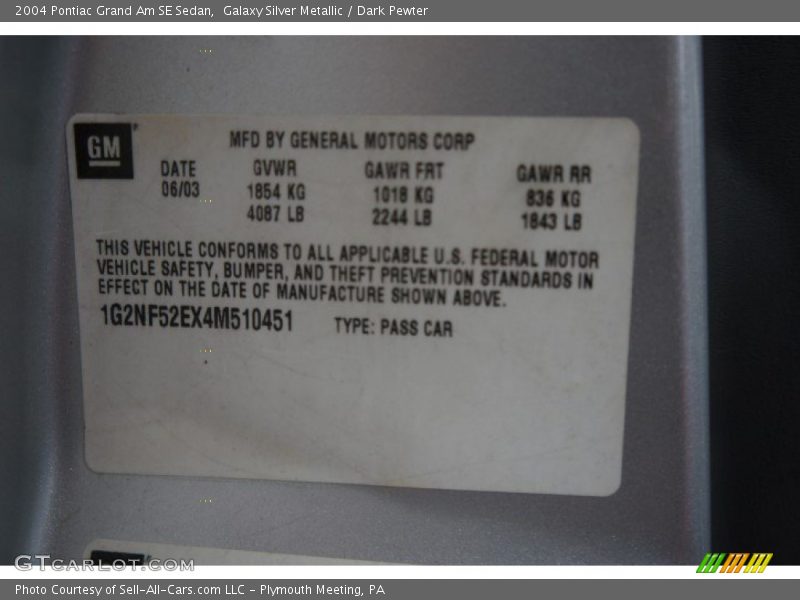 2004 Pontiac Grand Am SE Sedan,  Galaxy Silver Metallic / Dark Pewter
GM
MFD BY GENERAL MOTORS CORP
DATE GVWR GAWR FRT GAWR RR
06/03 1854 KG 1018 KG 836 KG
4087 LB 2244 LB 1843 LB
THIS VEHICLE CONFORMS TO ALL APPLICABLE U.S. FEDERAL MOTOR
VEHICLE SAFETY, BUMPER, AND THEFT PREVENTION STANDARDS IN
EFFECT ON THE DATE OF MANUFACTURE SHOWN ABOVE.
1G2NF52EX4M510451 TYPE: PASS CAR
GTCarLot.com
Photo Courtesy of Sell-All-Cars.com LLC - Plymouth Meeting, PA